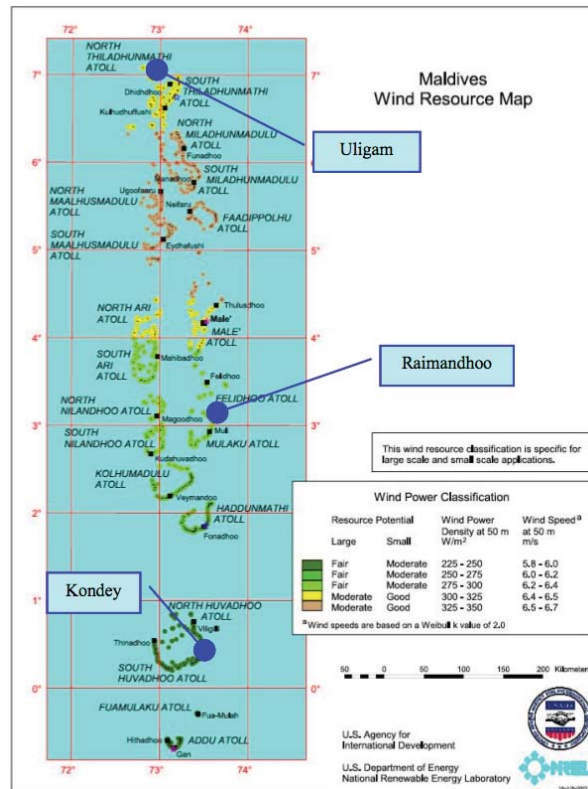 72°
73°
74°
NORTH
THILADHUNMATHI
ATOLL
7°
SOUTH
THILADHUNMATHI
ATOLL
Dhidhdhoo
Kulhudhuffushi
NORTH
MILADHUNMADULU
ATOLL
Funadhoo
6°
SOUTH
MILADHUNMADULU
ATOLL
Manadhoo
NORTH
MAALHUSMADULU
ATOLL
Ugoofaaru
Naifaru
FAADIPPOLHU
ATOLL
SOUTH
MAALHUSMADULU
ATOLL
Eydhafushi
5°
Thulusdhoo
NORTH ARI
ATOLL
Male'
MALE'
ATOLL
4°
SOUTH
ARI
ATOLL
Mahibadhoo
Felidhoo
FELIDHOO ATOLL
NORTH
NILANDHOO ATOLL
Magoodhoo
3°
Muli
MULAKU ATOLL
SOUTH
NILANDHOO ATOLL
Kudahuvadhoo
KOLHUMADULU
ATOLL
Veymandoo
HADDUNMATHI
ATOLL
2°
Fonadhoo
1°
NORTH HUVADHOO
ATOLL
Viligili
Thinadhoo
SOUTH
HUVADHOO ATOLL
0°
FUAMULAKU ATOLL
Fua-Mulah
Hithadhoo
ADDU ATOLL
Gan
72°
73°
74°
Maldives
Wind Resource Map
Uligam
Raimandhoo
Kondey
This wind resource classification is specific for
large scale and small scale applications.
Wind Power Classification
Resource Potential Wind Power Wind Speed a
Large Small Density at 50 m at 50 m
W/m² m/s
Fair Moderate 225 - 250 5.8 - 6.0
Fair Moderate 250 - 275 6.0 - 6.2
Fair Moderate 275 - 300 6.2 - 6.4
Moderate Good 300 - 325 6.4 - 6.5
Moderate Good 325 - 350 6.5 - 6.7
a Wind speeds are based on a Weibull k value of 2.0
50 0 50 100 150 200 Kilometers
U.S. Agency for
International Development
U.S. Department of Energy
National Renewable Energy Laboratory
NREL